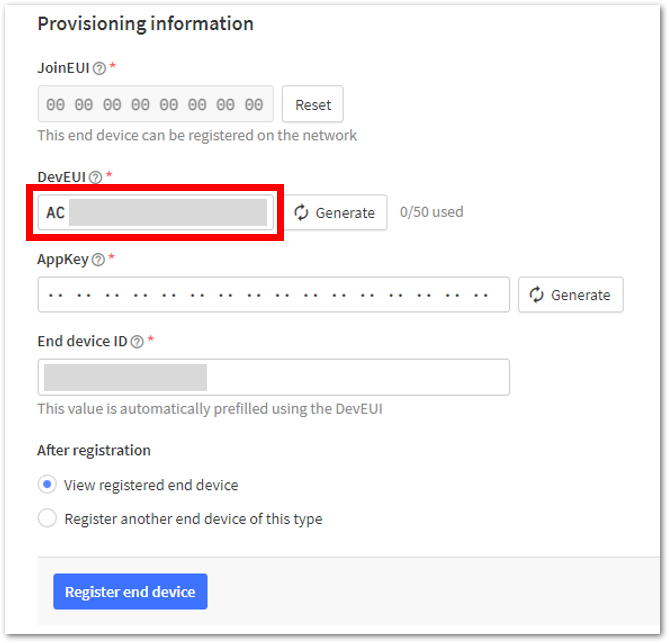 Provisioning information
JoinEUI ? *
00 00 00 00 00 00 00 00 Reset
This end device can be registered on the network
DevEUI ? *
AC Generate 0/50 used
AppKey ? *
·· ·· ·· ·· ·· ·· ·· ·· ·· ·· ·· ·· ·· ·· ·· ·· Generate
End device ID ? *
This value is automatically prefilled using the DevEUI
After registration
View registered end device
Register another end device of this type
Register end device